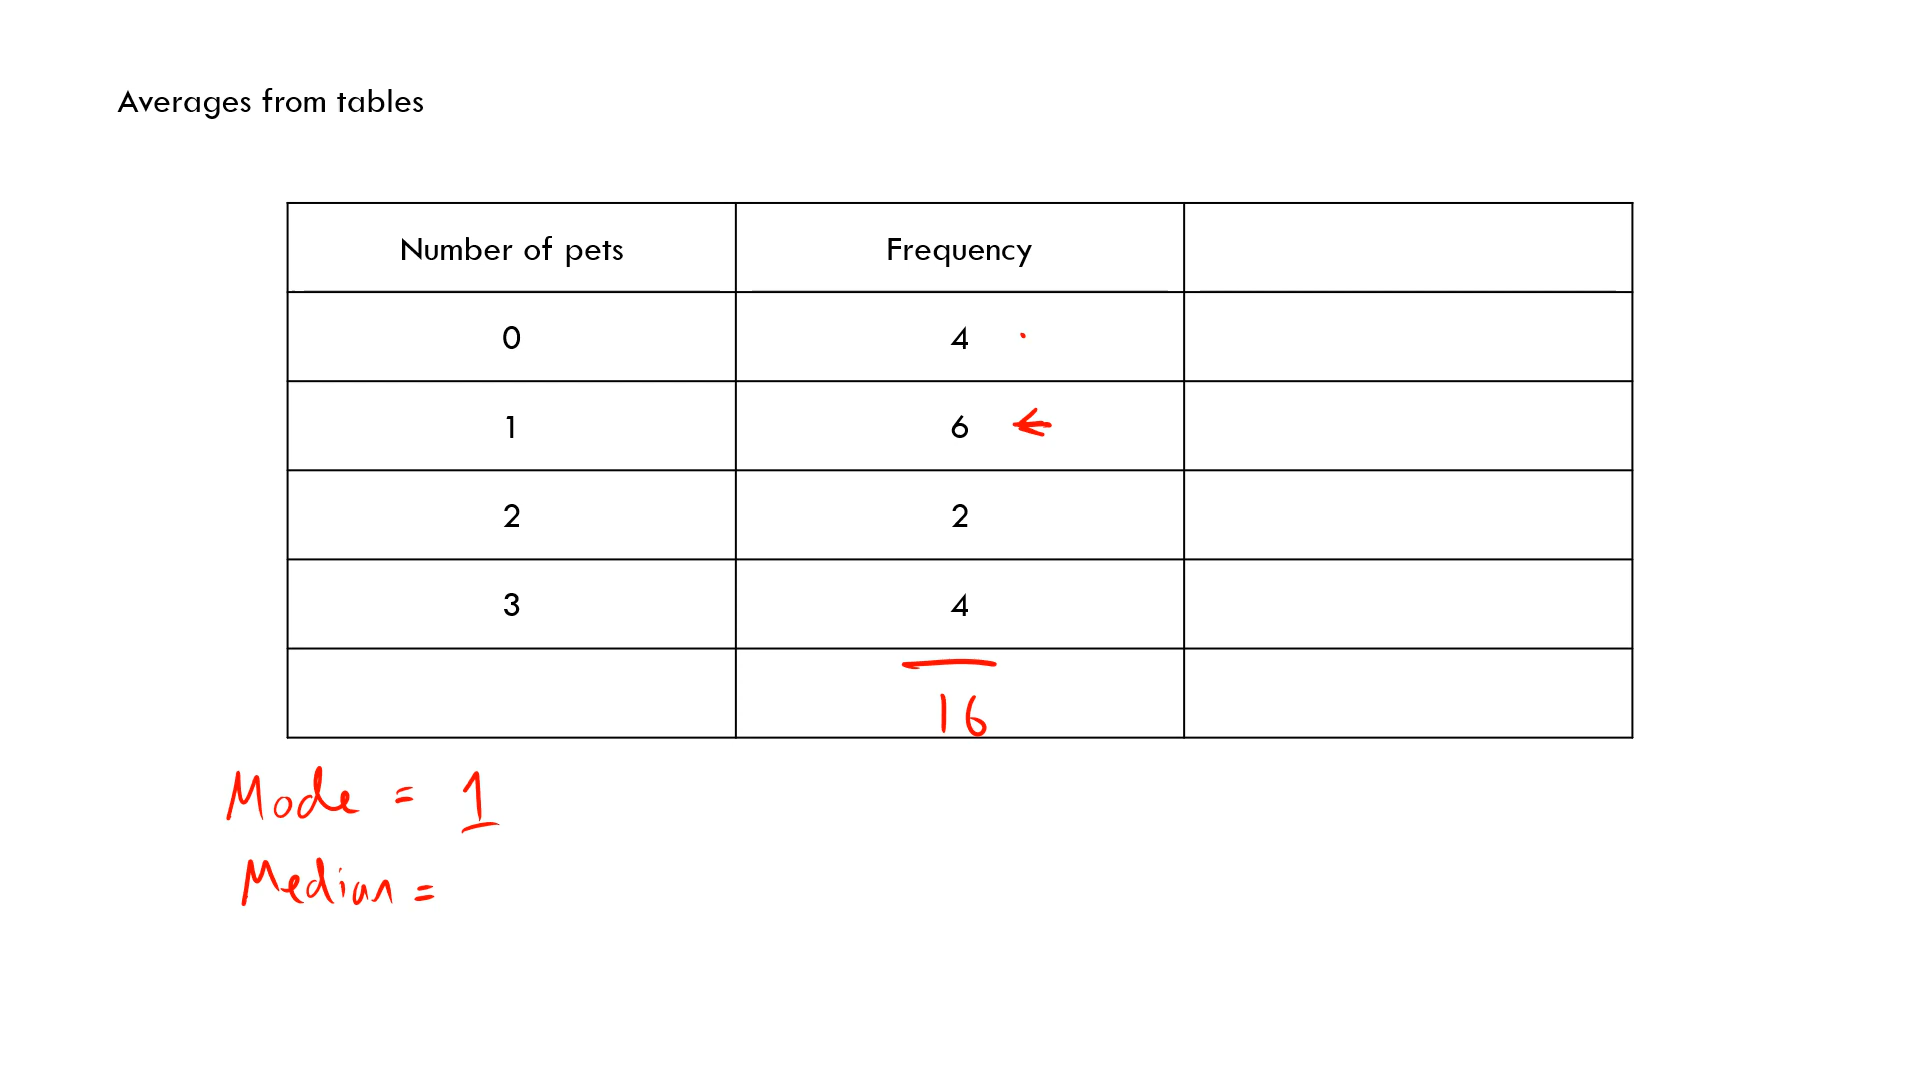 Averages from tables
Number of pets Frequency
0 4
1 6
2 2
3 4
16
Mode = 1
Median =